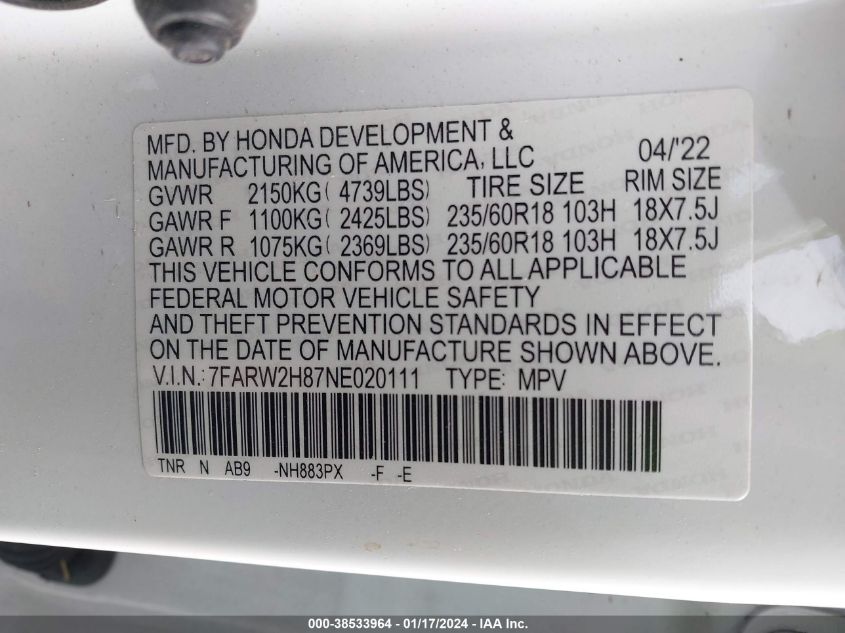 MFD. BY HONDA DEVELOPMENT &
MANUFACTURING OF AMERICA, LLC 04/'22
GVWR 2150KG( 4739LBS) TIRE SIZE RIM SIZE
GAWR F 1100KG( 2425LBS) 235/60R18 103H 18X7.5J
GAWR R 1075KG( 2369LBS) 235/60R18 103H 18X7.5J
THIS VEHICLE CONFORMS TO ALL APPLICABLE
FEDERAL MOTOR VEHICLE SAFETY
AND THEFT PREVENTION STANDARDS IN EFFECT
ON THE DATE OF MANUFACTURE SHOWN ABOVE.
V.I.N.: 7FARW2H87NE020111 TYPE: MPV
TNR N AB9 -NH883PX -F -E
000-38533964 - 01/17/2024 - IAA Inc.